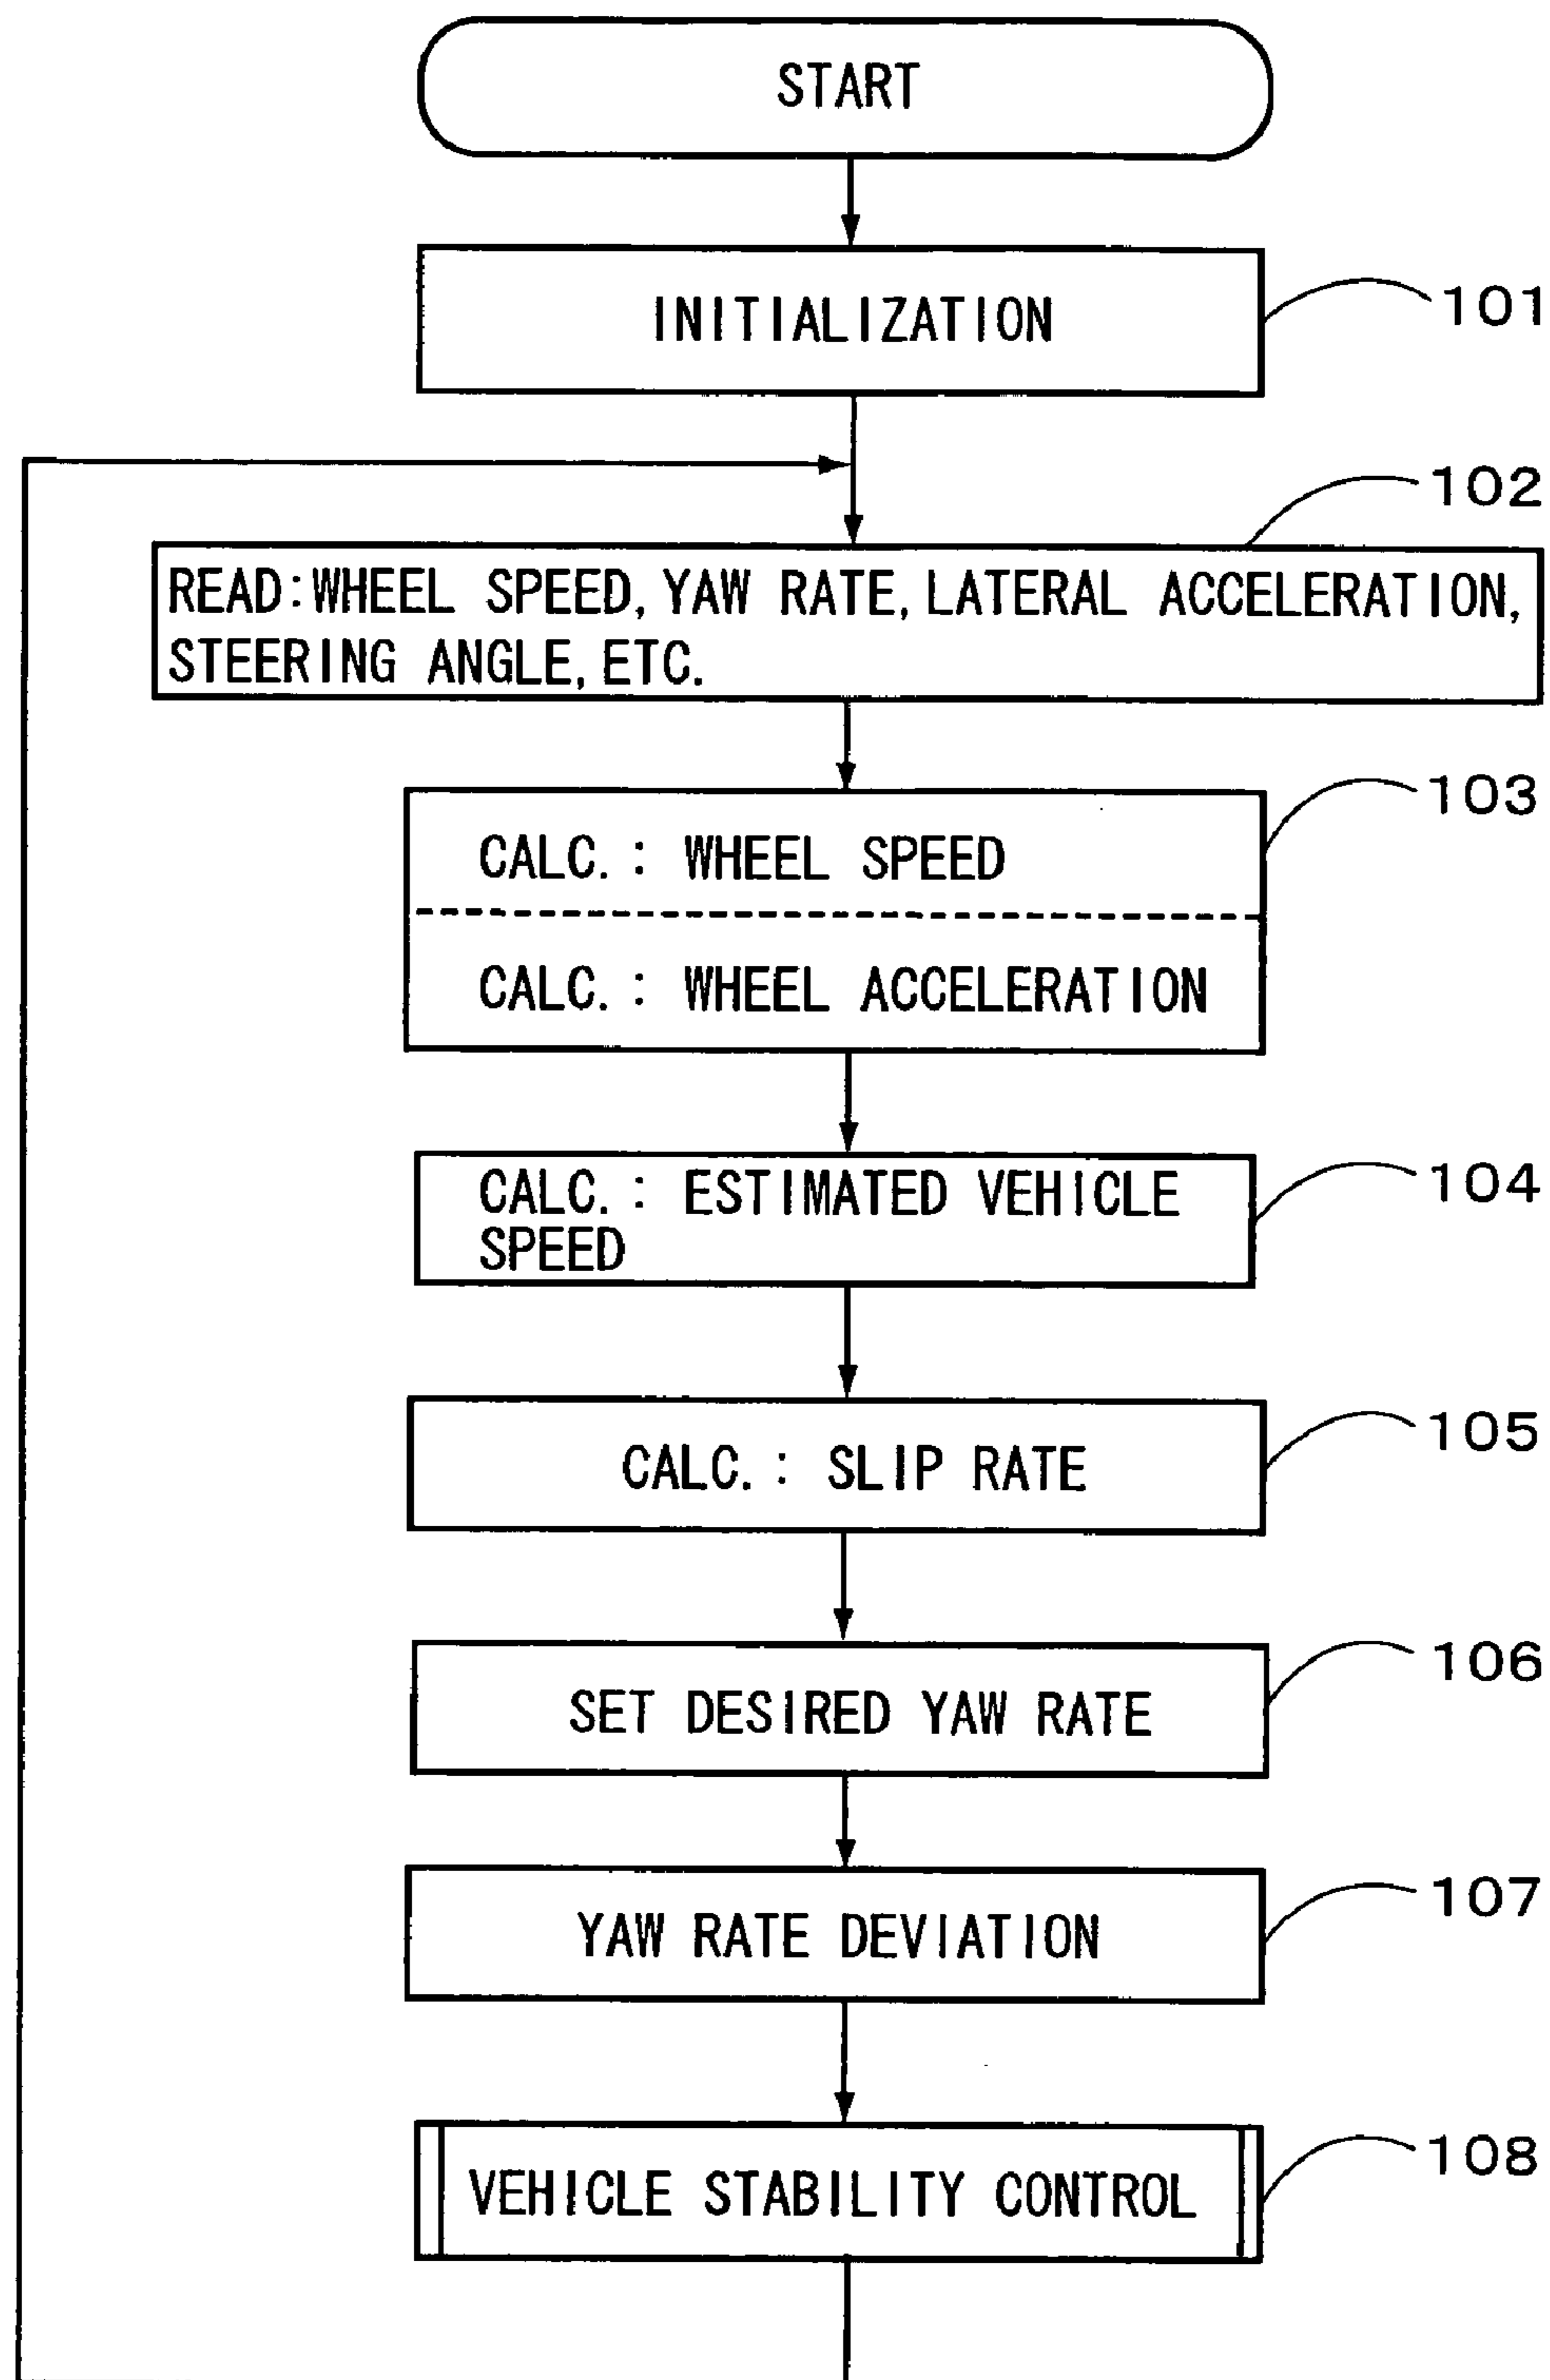 START
INITIALIZATION
101
102
READ:WHEEL SPEED, YAW RATE, LATERAL ACCELERATION,
STEERING ANGLE, ETC.
103
CALC.: WHEEL SPEED
CALC.: WHEEL ACCELERATION
104
CALC.: ESTIMATED VEHICLE
SPEED
105
CALC.: SLIP RATE
106
SET DESIRED YAW RATE
107
YAW RATE DEVIATION
108
VEHICLE STABILITY CONTROL